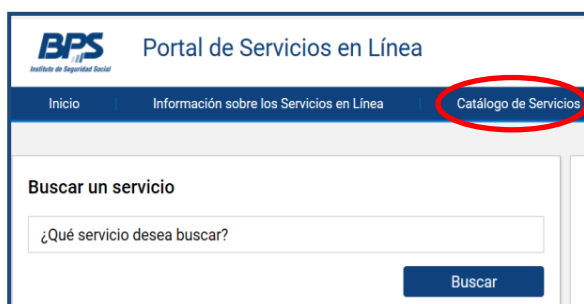 BPS
Instituto de Seguridad Social
Portal de Servicios en Línea
Inicio
Información sobre los Servicios en Línea
Catálogo de Servicios
Buscar un servicio
¿Qué servicio desea buscar?
Buscar